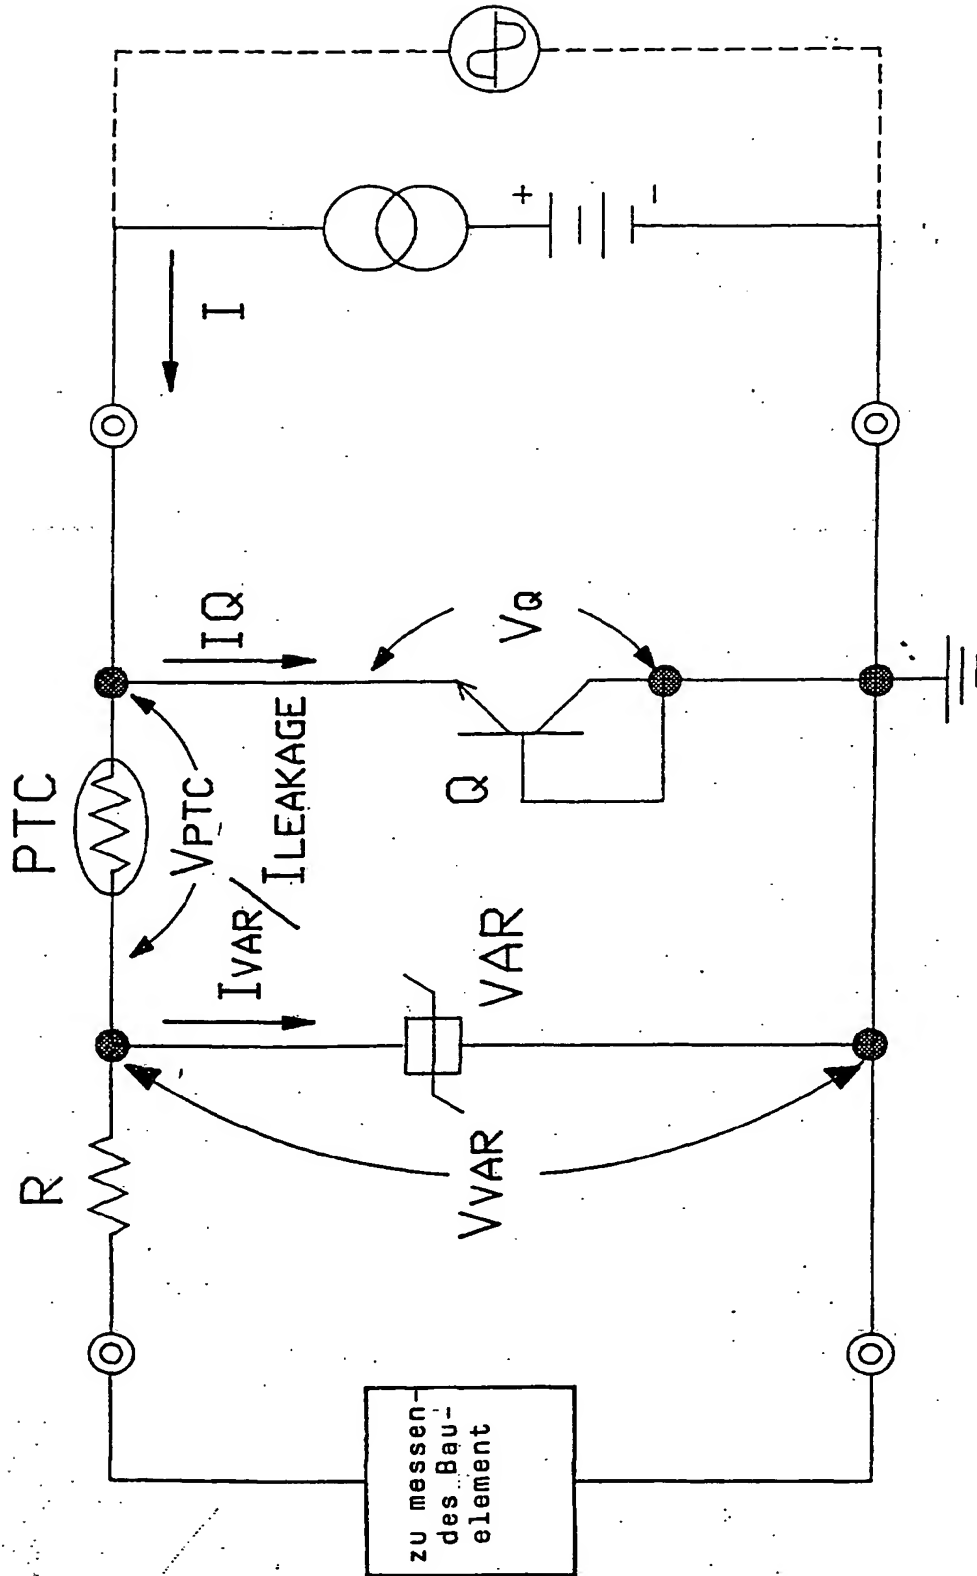 R
PTC
IVAR / ILEAKAGE
VPTC
IQ
I
VVAR
VAR
Q
VQ
+
-
zu messen-
des Bau-
element